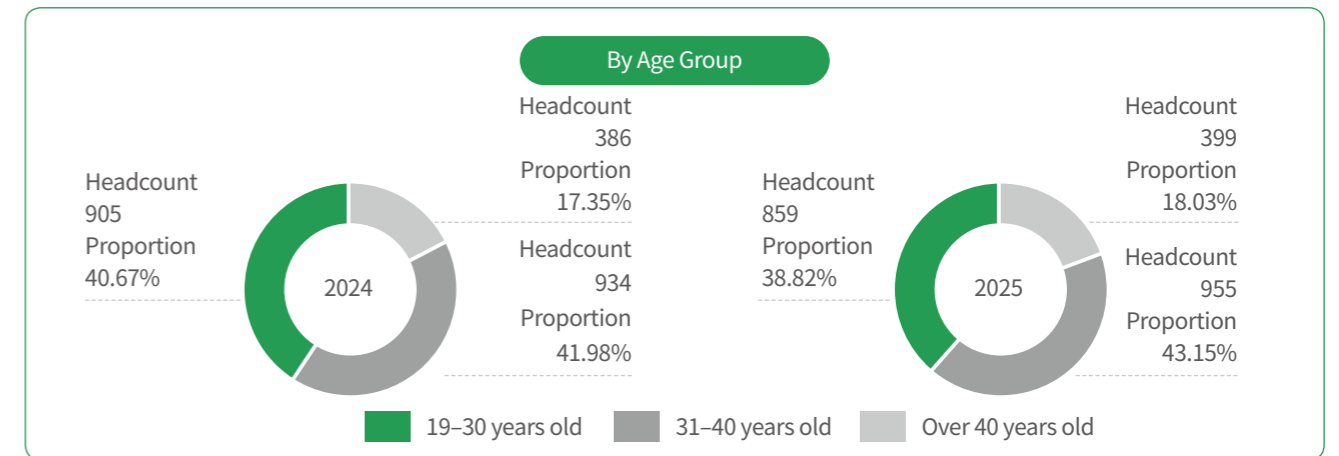 By Age Group
Headcount
905
Proportion
40.67%
2024
Headcount
386
Proportion
17.35%
Headcount
934
Proportion
41.98%
Headcount
859
Proportion
38.82%
2025
Headcount
399
Proportion
18.03%
Headcount
955
Proportion
43.15%
19–30 years old
31–40 years old
Over 40 years old